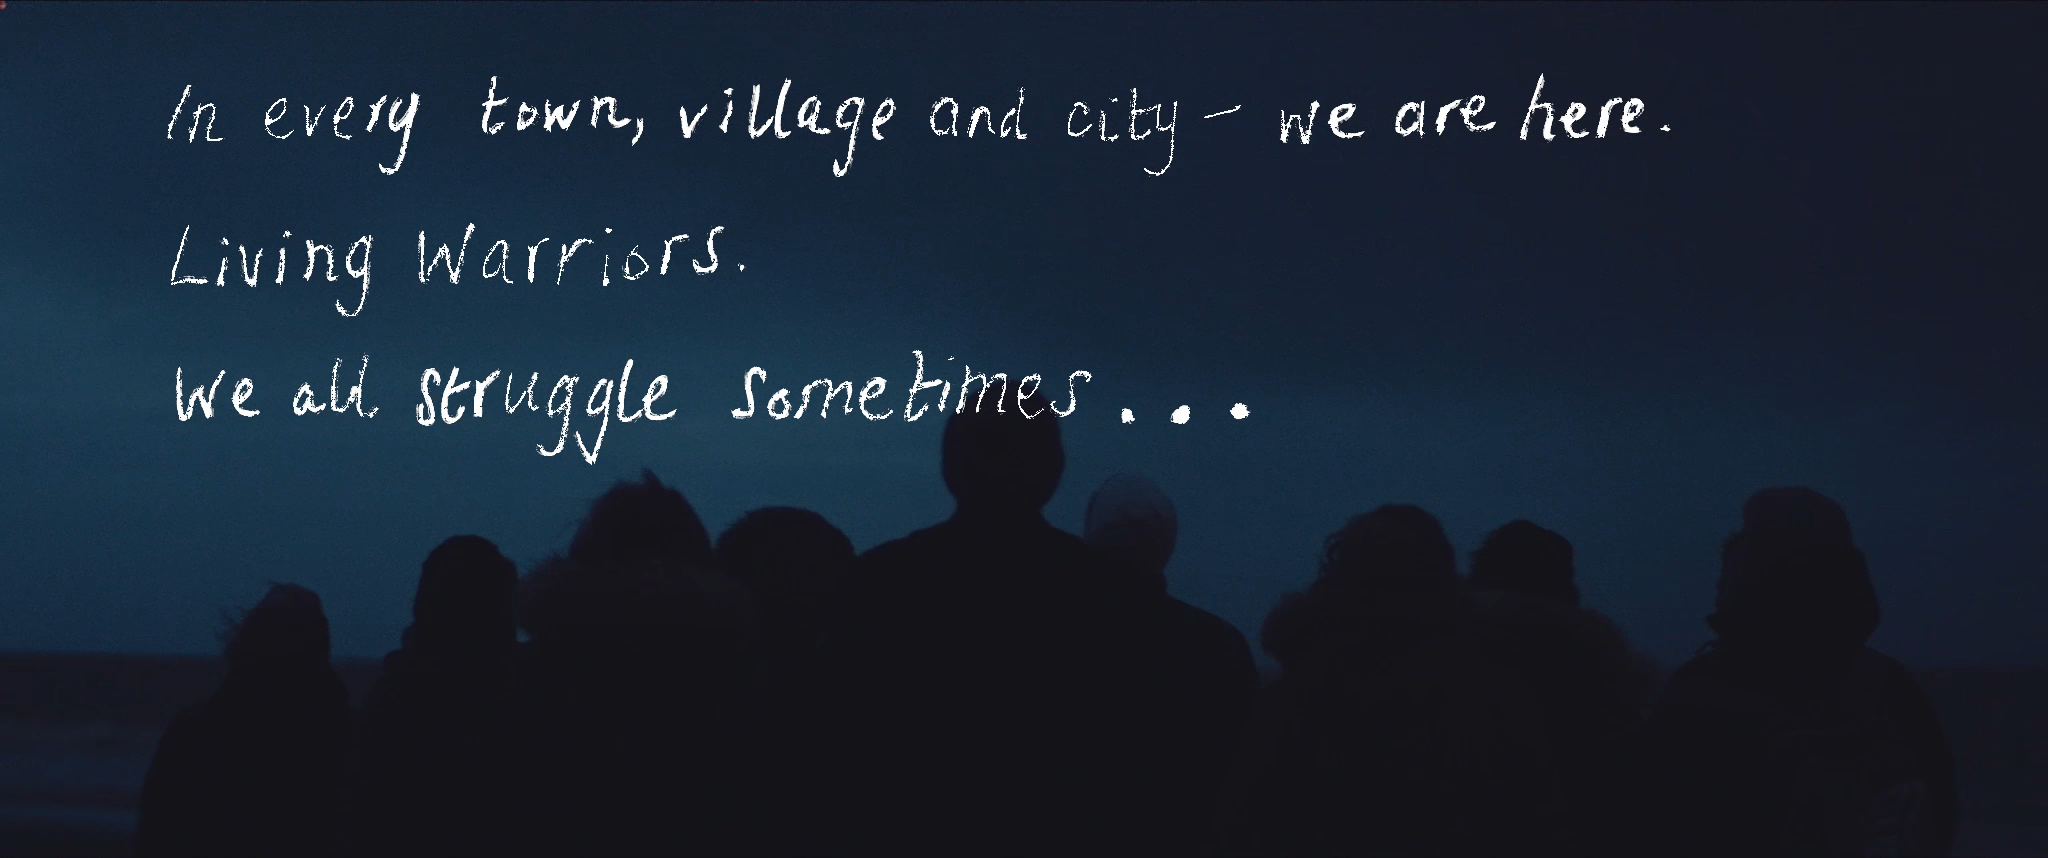 In every town, village and city – we are here.
Living Warriors.
We all struggle sometimes...